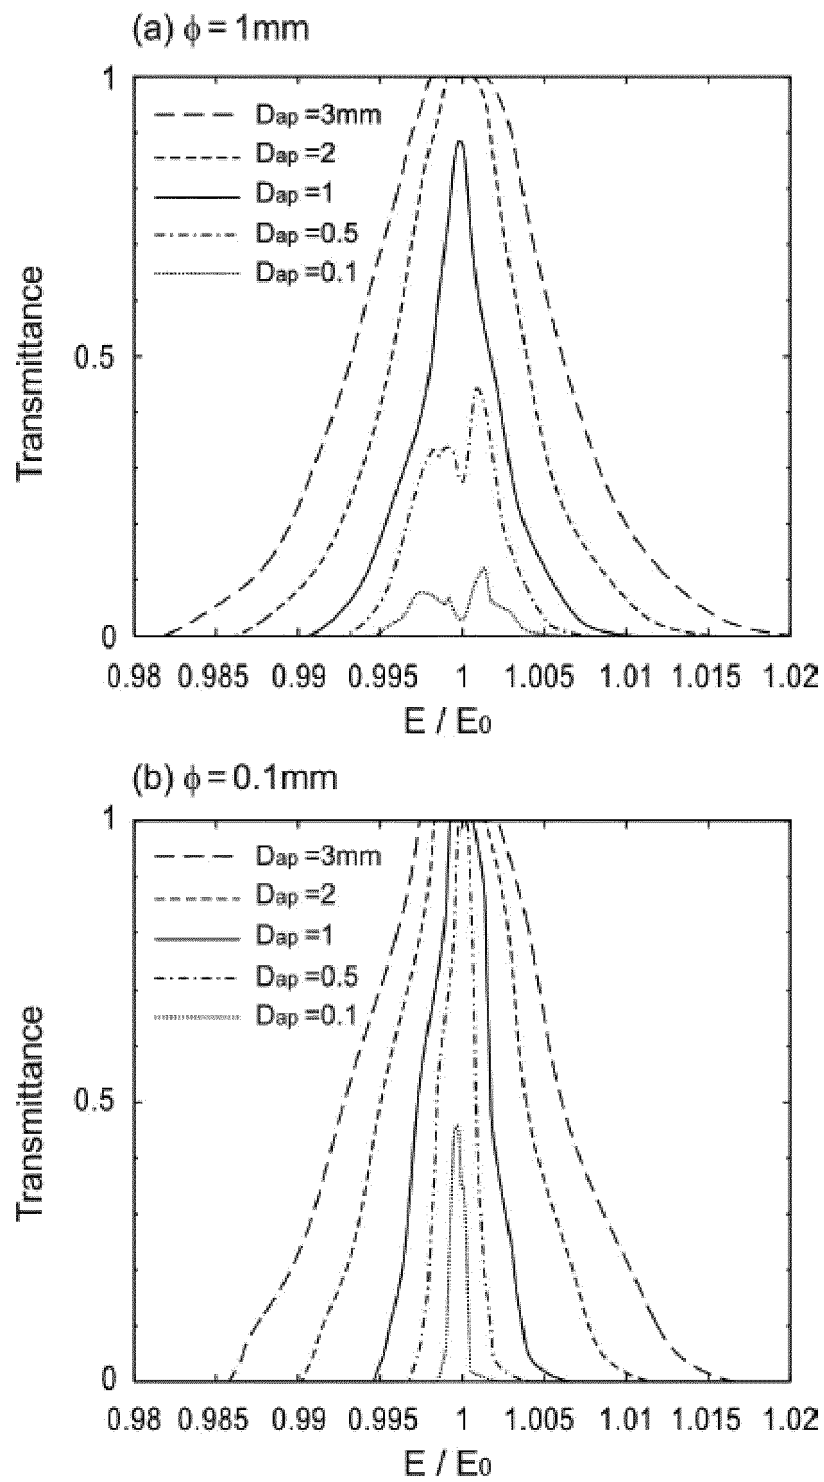 (a) ϕ = 1mm
1
Dap =3mm
Dap =2
Dap =1
Dap =0.5
Dap =0.1
0.5
0
Transmittance
0.98 0.985 0.99 0.995 1 1.005 1.01 1.015 1.02
E / E0
(b) ϕ = 0.1mm
1
Dap =3mm
Dap =2
Dap =1
Dap =0.5
Dap =0.1
0.5
0
Transmittance
0.98 0.985 0.99 0.995 1 1.005 1.01 1.015 1.02
E / E0